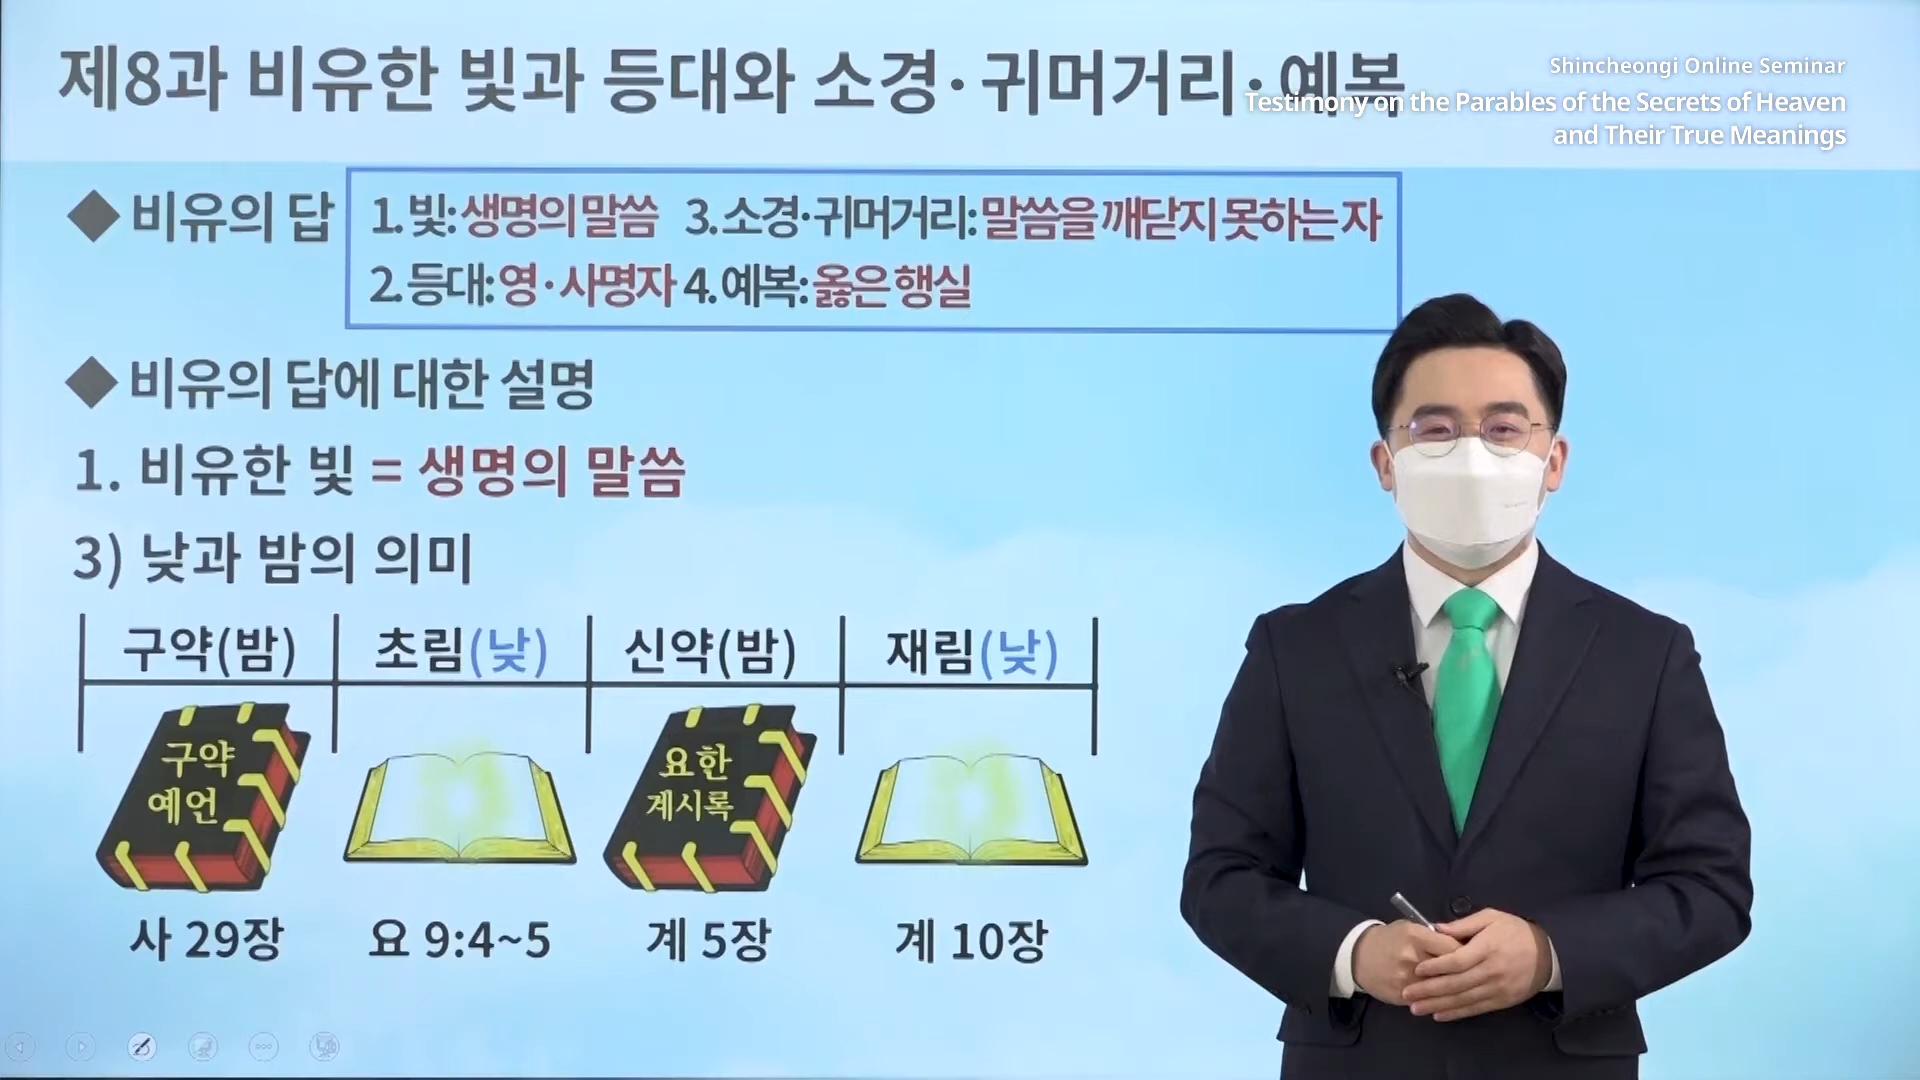 제8과 비유한 빛과 등대와 소경·귀머거리·예복
Shincheongi Online Seminar
Testimony on the Parables of the Secrets of Heaven
and Their True Meanings
◆ 비유의 답
1. 빛: 생명의 말씀 3. 소경·귀머거리: 말씀을 깨닫지 못하는 자
2. 등대: 영·사명자 4. 예복: 옳은 행실
◆ 비유의 답에 대한 설명
1. 비유한 빛 = 생명의 말씀
3) 낮과 밤의 의미
구약(밤) 초림(낮) 신약(밤) 재림(낮)
구약
예언
요한
계시록
사 29장 요 9:4~5 계 5장 계 10장